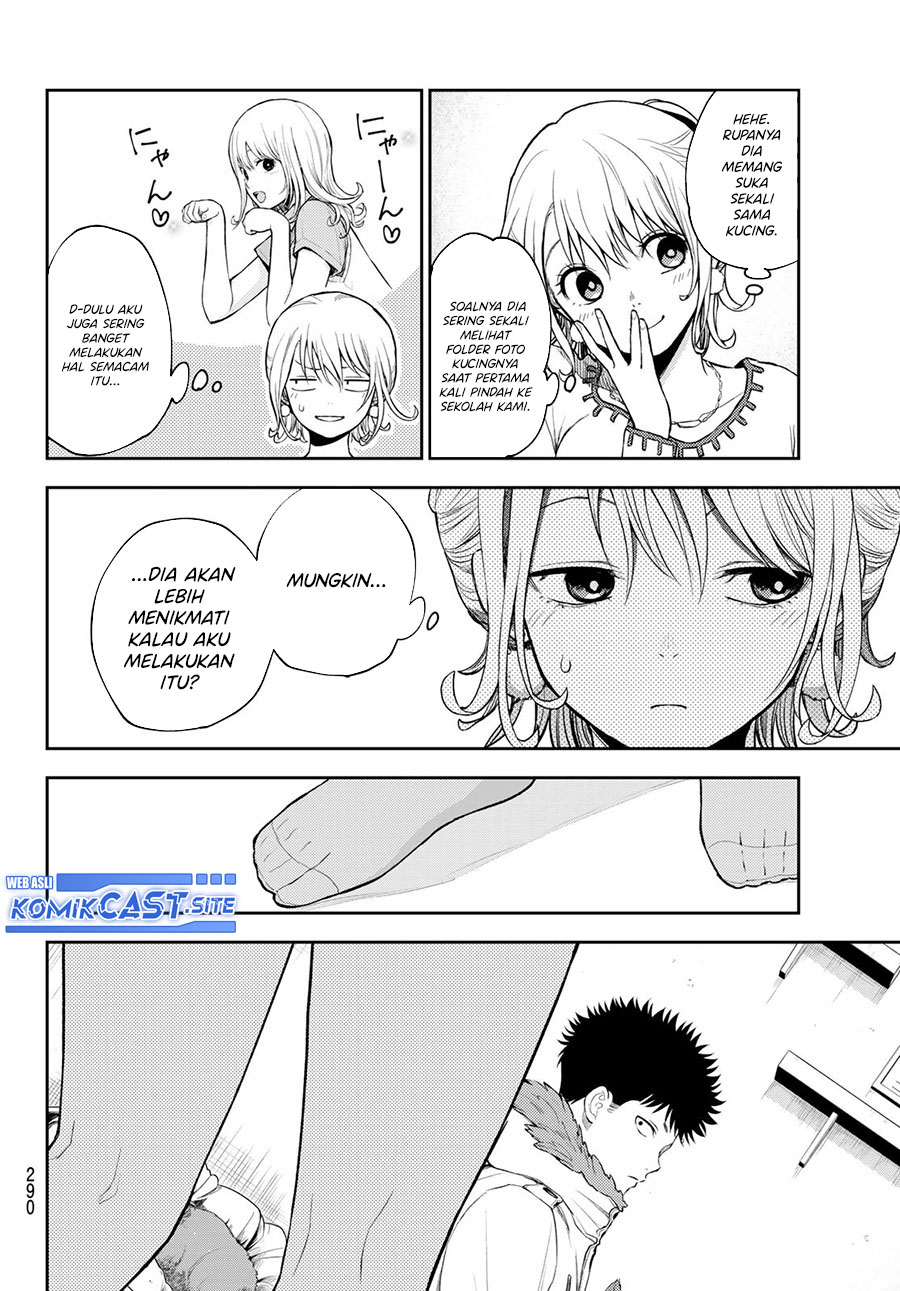 HEHE.
RUPANYA
DIA
MEMANG
SUKA
SEKALI
SAMA
KUCING.
SOALNYA DIA
SERING SEKALI
MELIHAT
FOLDER FOTO
KUCINGNYA
SAAT PERTAMA
KALI PINDAH KE
SEKOLAH KAMI.
にゃーん♡
にゃん♡
D-DULU AKU
JUGA SERING
BANGET
MELAKUKAN
HAL SEMACAM
ITU...
MUNGKIN...
...DIA AKAN
LEBIH
MENIKMATI
KALAU AKU
MELAKUKAN
ITU?
WEB ASLI
KOMIKCAST.SITE
290